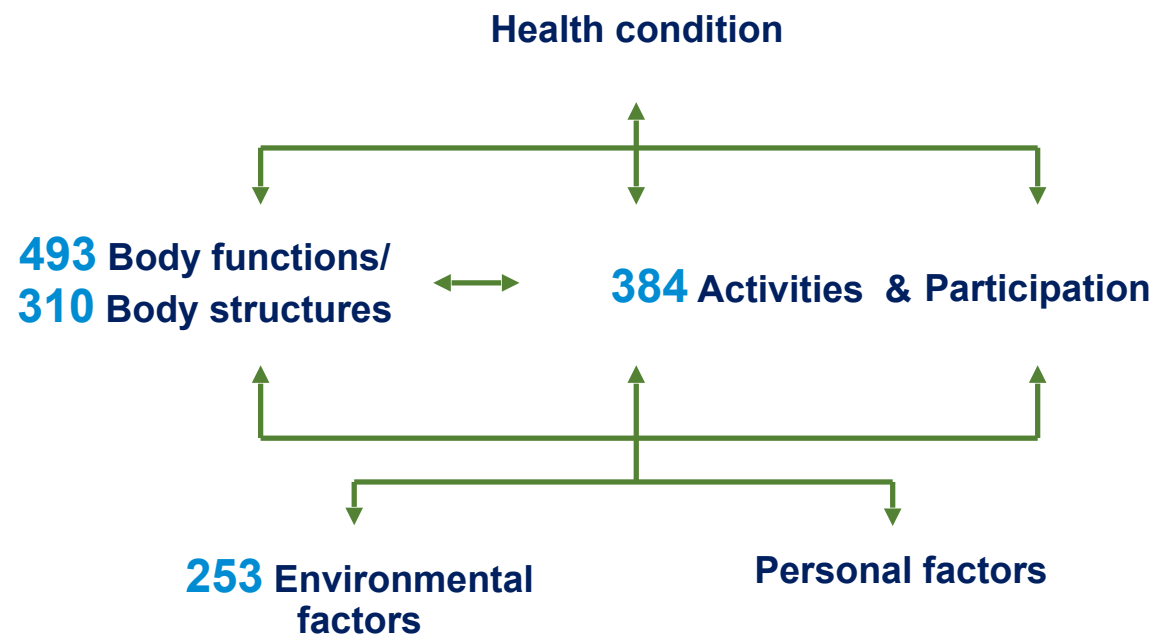 Health condition
493 Body functions/
310 Body structures
384 Activities & Participation
253 Environmental
factors
Personal factors